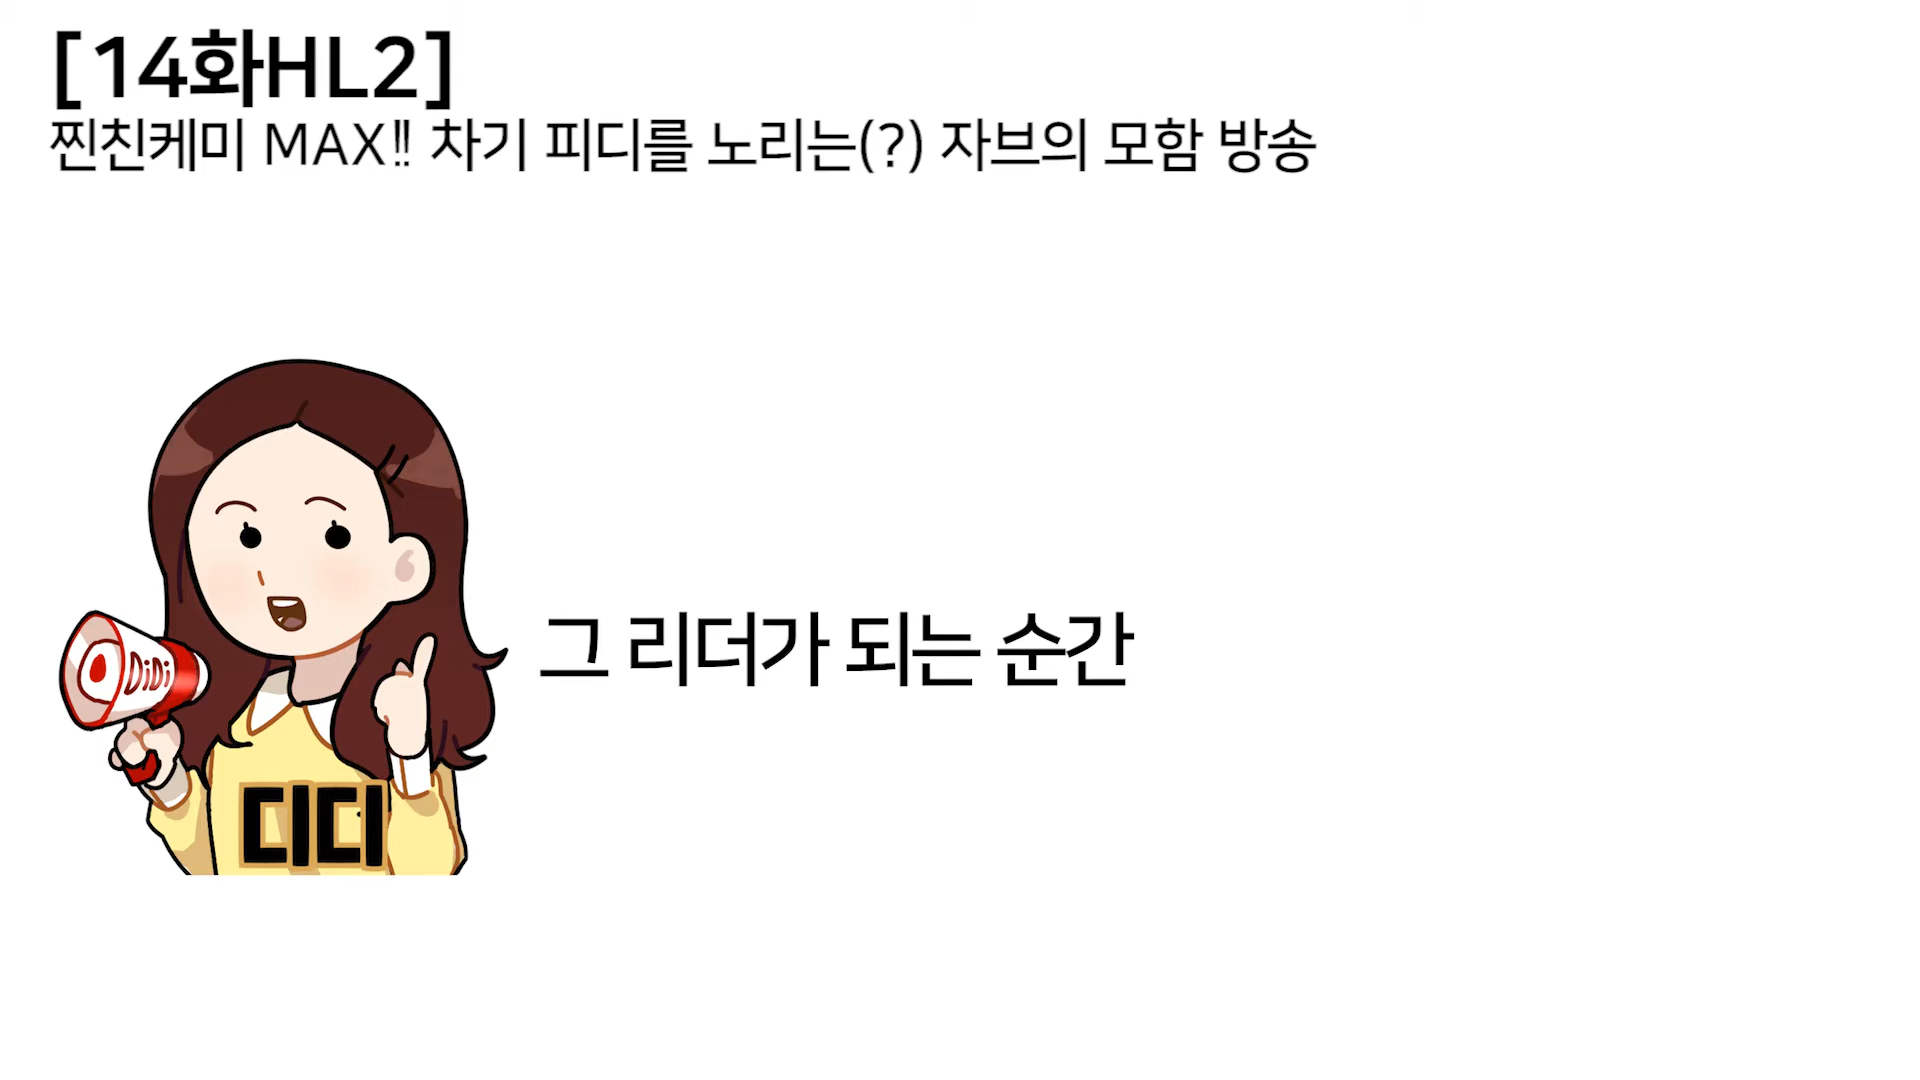 [14화HL2]
찐친케미 MAX!! 차기 피디를 노리는(?) 자브의 모함 방송
그 리더가 되는 순간
DiDi
디디